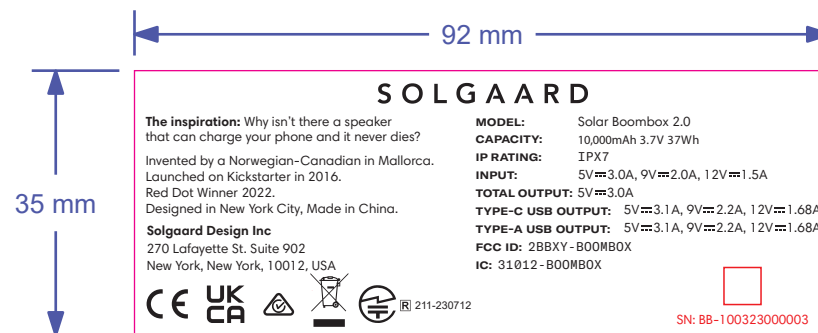 92 mm
35 mm
SOLGAARD
The inspiration: Why isn't there a speaker
that can charge your phone and it never dies?
Invented by a Norwegian-Canadian in Mallorca.
Launched on Kickstarter in 2016.
Red Dot Winner 2022.
Designed in New York City, Made in China.
Solgaard Design Inc
270 Lafayette St. Suite 902
New York, New York, 10012, USA
CE UK CA R 211-230712
MODEL: Solar Boombox 2.0
CAPACITY: 10,000mAh 3.7V 37Wh
IP RATING: IPX7
INPUT: 5V⎓3.0A, 9V⎓2.0A, 12V⎓1.5A
TOTAL OUTPUT: 5V⎓3.0A
TYPE-C USB OUTPUT: 5V⎓3.1A, 9V⎓2.2A, 12V⎓1.68A
TYPE-A USB OUTPUT: 5V⎓3.1A, 9V⎓2.2A, 12V⎓1.68A
FCC ID: 2BBXY-BOOMBOX
IC: 31012-BOOMBOX
SN: BB-100323000003